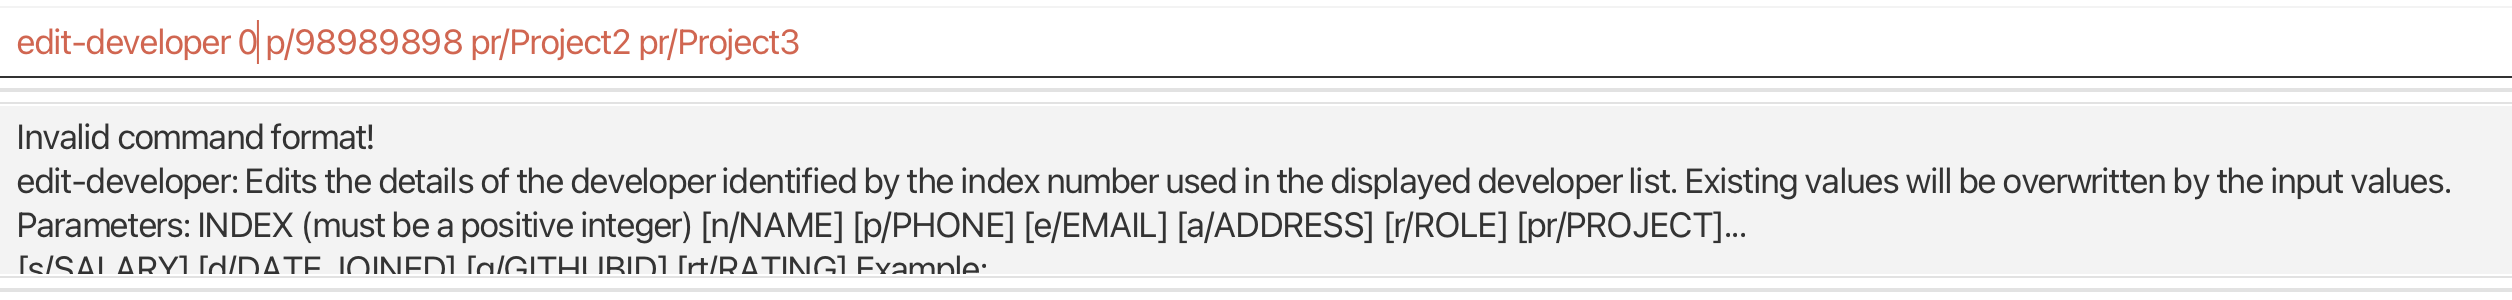 edit-developer 0 p/98989898 pr/Project2 pr/Project3
Invalid command format!
edit-developer: Edits the details of the developer identified by the index number used in the displayed developer list. Existing values will be overwritten by the input values.
Parameters: INDEX (must be a positive integer) [n/NAME] [p/PHONE] [e/EMAIL] [a/ADDRESS] [r/ROLE] [pr/PROJECT]...
[s/SALARY] [d/DATE JOINED] [g/GITHUBID] [rt/RATING] Example: